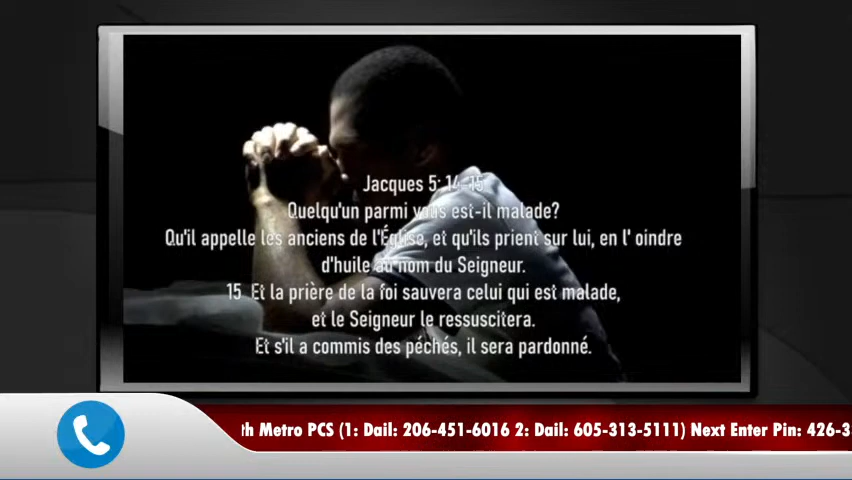 Jacques 5: 14-15
Quelqu'un parmi vous est-il malade?
Qu'il appelle les anciens de l'Église, et qu'ils prient sur lui, en l' oindre
d'huile au nom du Seigneur.
15 Et la prière de la foi sauvera celui qui est malade,
et le Seigneur le ressuscitera.
Et s'il a commis des péchés, il sera pardonné.
Metro PCS (1: Dail: 206-451-6016 2: Dail: 605-313-5111) Next Enter Pin: 426-3